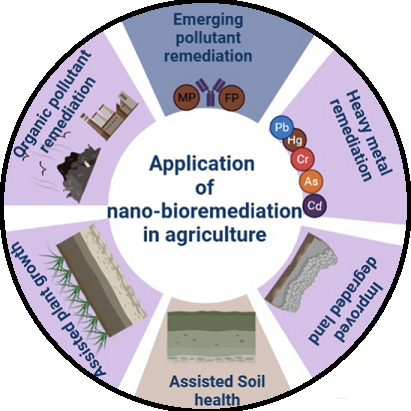 Emerging
pollutant
remediation
MP
FP
Heavy metal
remediation
Pb
Hg
Cr
As
Cd
Improved
degraded land
Assisted Soil
health
Assisted plant growth
Organic pollutant
remediation
Application
of
nano-bioremediation
in agriculture